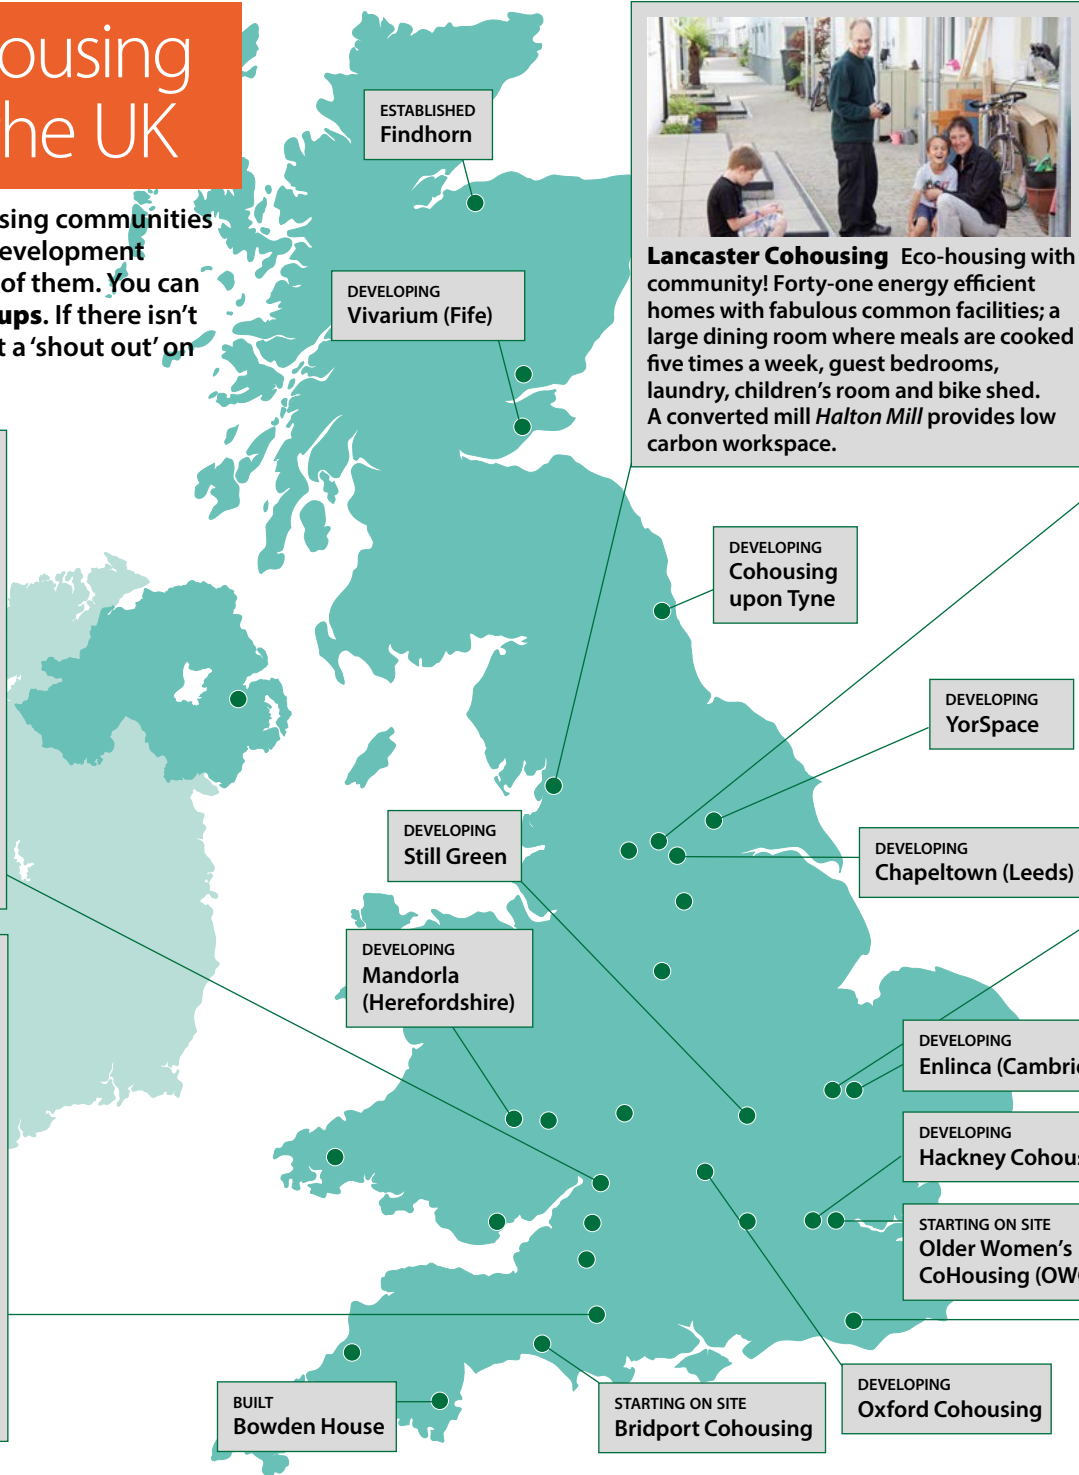 ousing
he UK
sing communities
evelopment
of them. You can
ups. If there isn't
t a 'shout out' on
ESTABLISHED
Findhorn
DEVELOPING
Vivarium (Fife)
Lancaster Cohousing Eco-housing with
community! Forty-one energy efficient
homes with fabulous common facilities; a
large dining room where meals are cooked
five times a week, guest bedrooms,
laundry, children's room and bike shed.
A converted mill Halton Mill provides low
carbon workspace.
DEVELOPING
Cohousing
upon Tyne
DEVELOPING
YorSpace
DEVELOPING
Still Green
DEVELOPING
Chapeltown (Leeds)
DEVELOPING
Mandorla
(Herefordshire)
DEVELOPING
Enlinca (Cambri
DEVELOPING
Hackney Cohous
STARTING ON SITE
Older Women's
CoHousing (OW
BUILT
Bowden House
STARTING ON SITE
Bridport Cohousing
DEVELOPING
Oxford Cohousing